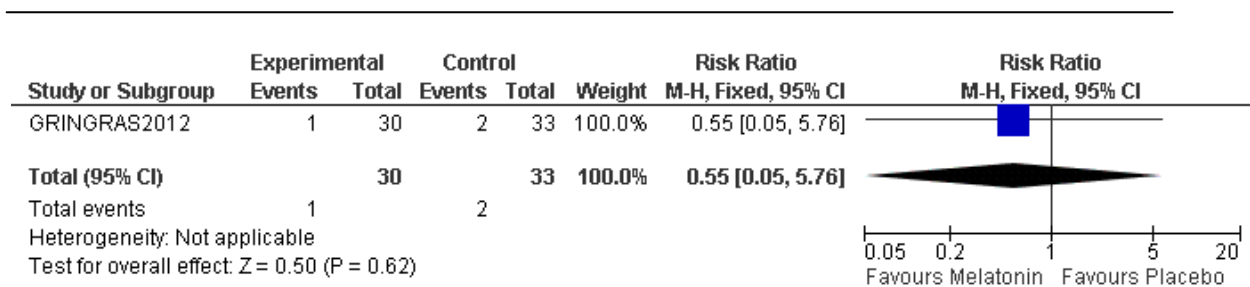 Experimental Control Risk Ratio Risk Ratio
Study or Subgroup Events Total Events Total Weight M-H, Fixed, 95% CI M-H, Fixed, 95% CI
GRINGRAS2012 1 30 2 33 100.0% 0.55 [0.05, 5.76]
Total (95% CI) 30 33 100.0% 0.55 [0.05, 5.76]
Total events 1 2
Heterogeneity: Not applicable
Test for overall effect: Z = 0.50 (P = 0.62)
0.05 0.2 1 5 20
Favours Melatonin Favours Placebo